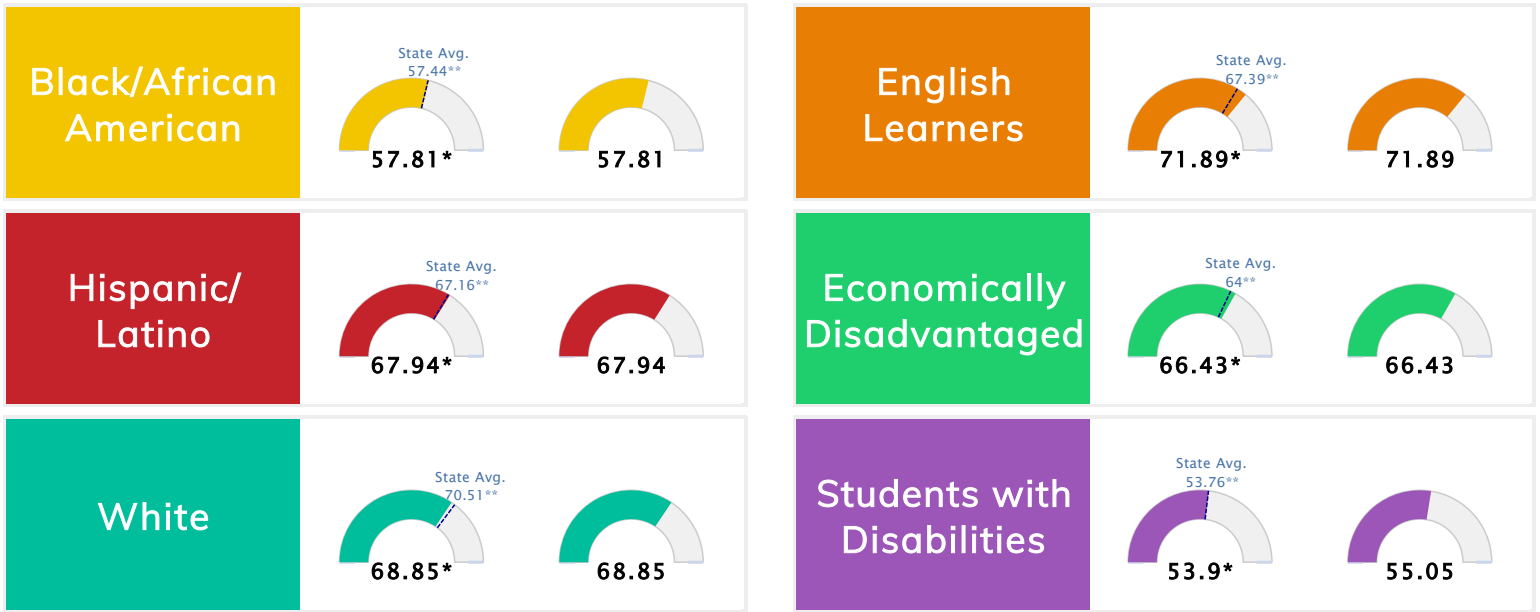 Black/African
American
State Avg.
57.44**
57.81*
57.81
English
Learners
State Avg.
67.39**
71.89*
71.89
Hispanic/
Latino
State Avg.
67.16**
67.94*
67.94
Economically
Disadvantaged
State Avg.
64**
66.43*
66.43
White
State Avg.
70.51**
68.85*
68.85
Students with
Disabilities
State Avg.
53.76**
53.9*
55.05